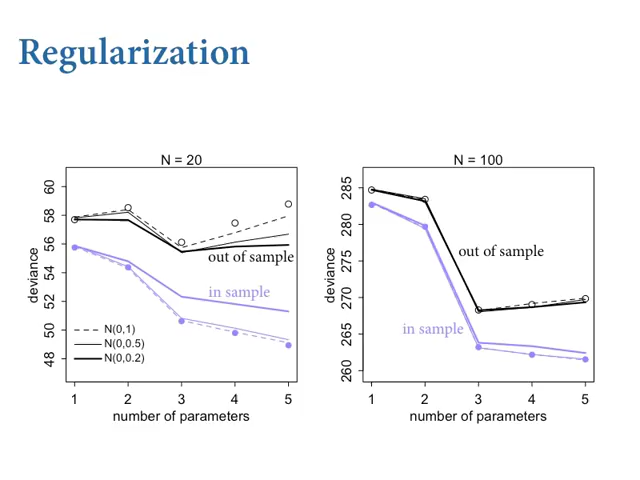 Regularization
N = 20
deviance
60
58
56
54
52
50
48
out of sample
in sample
N(0,1)
N(0,0.5)
N(0,0.2)
1 2 3 4 5
number of parameters
N = 100
deviance
285
280
275
270
265
260
out of sample
in sample
1 2 3 4 5
number of parameters